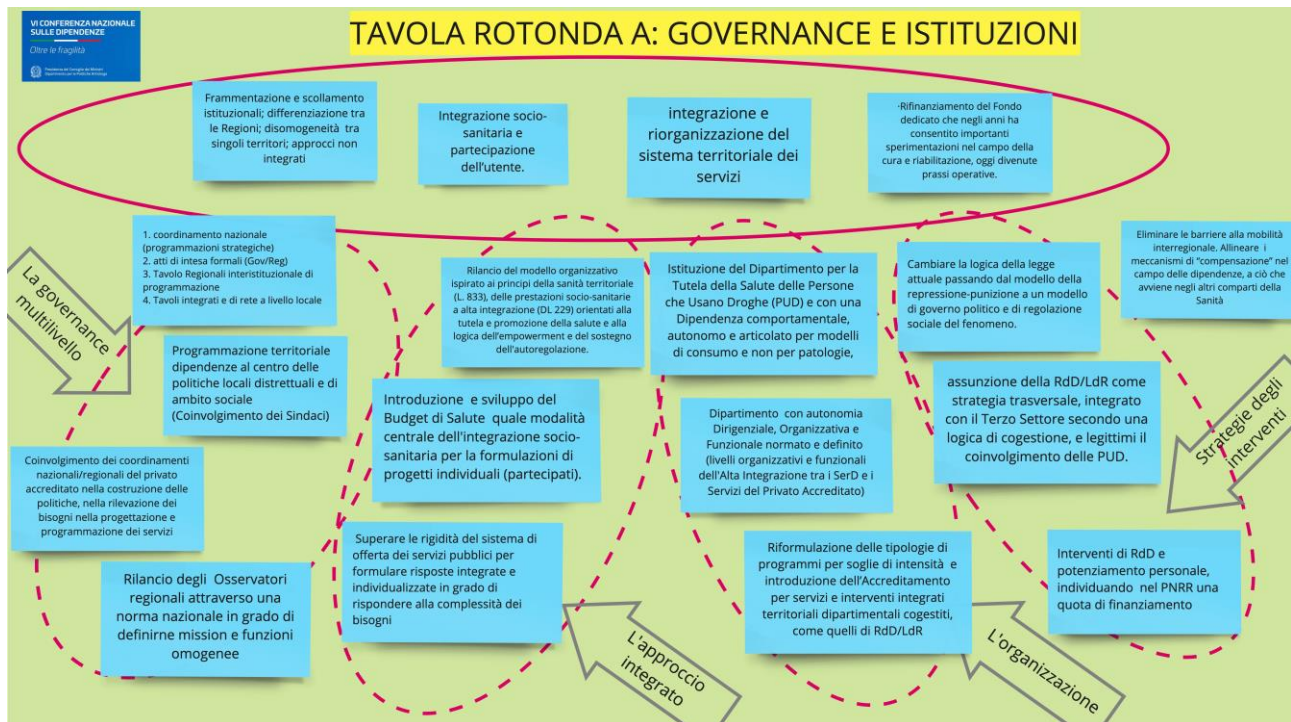 VI CONFERENZA NAZIONALE
SULLE DIPENDENZE
Oltre le fragilità
TAVOLA ROTONDA A: GOVERNANCE E ISTITUZIONI
Frammentazione e scollamento
istituzionali; differenziazione tra
le Regioni; disomogeneità tra
singoli territori; approcci non
integrati
Integrazione socio-
sanitaria e
partecipazione
dell'utente.
integrazione e
riorganizzazione del
sistema territoriale dei
servizi
·Rifinanziamento del Fondo
dedicato che negli anni ha
consentito importanti
sperimentazioni nel campo della
cura e riabilitazione, oggi divenute
prassi operative.
La governance
multilivello
1. coordinamento nazionale
(programmazioni strategiche)
2. atti di intesa formali (Gov/Reg)
3. Tavolo Regionali interistituzionale di
programmazione
4. Tavoli integrati e di rete a livello locale
Programmazione territoriale
dipendenze al centro delle
politiche locali distrettuali e di
ambito sociale
(Coinvolgimento dei Sindaci)
Coinvolgimento dei coordinamenti
nazionali/regionali del privato
accreditato nella costruzione delle
politiche, nella rilevazione dei
bisogni nella progettazione e
programmazione dei servizi
Rilancio degli Osservatori
regionali attraverso una
norma nazionale in grado di
definirne mission e funzioni
omogenee
Rilancio del modello organizzativo
ispirato ai principi della sanità territoriale
(L. 833), delle prestazioni socio-sanitarie
a alta integrazione (DL 229) orientati alla
tutela e promozione della salute e alla
logica dell'empowerment e del sostegno
dell'autoregolazione.
Introduzione e sviluppo del
Budget di Salute quale modalità
centrale dell'integrazione socio-
sanitaria per la formulazioni di
progetti individuali (partecipati).
Superare le rigidità del sistema di
offerta dei servizi pubblici per
formulare risposte integrate e
individualizzate in grado di
rispondere alla complessità dei
bisogni
L'approccio
integrato
Istituzione del Dipartimento per la
Tutela della Salute delle Persone
che Usano Droghe (PUD) e con una
Dipendenza comportamentale,
autonomo e articolato per modelli
di consumo e non per patologie,
Dipartimento con autonomia
Dirigenziale, Organizzativa e
Funzionale normato e definito
(livelli organizzativi e funzionali
dell'Alta Integrazione tra i SerD e i
Servizi del Privato Accreditato)
Riformulazione delle tipologie di
programmi per soglie di intensità e
introduzione dell'Accreditamento
per servizi e interventi integrati
territoriali dipartimentali cogestiti,
come quelli di RdD/LdR
L'organizzazione
Cambiare la logica della legge
attuale passando dal modello della
repressione-punizione a un modello
di governo politico e di regolazione
sociale del fenomeno.
Eliminare le barriere alla mobilità
interregionale. Allineare i
meccanismi di "compensazione" nel
campo delle dipendenze, a ciò che
avviene negli altri comparti della
Sanità
assunzione della RdD/LdR come
strategia trasversale, integrato
con il Terzo Settore secondo una
logica di cogestione, e legittimi il
coinvolgimento delle PUD.
Strategie degli
interventi
Interventi di RdD e
potenziamento personale,
individuando nel PNRR una
quota di finanziamento